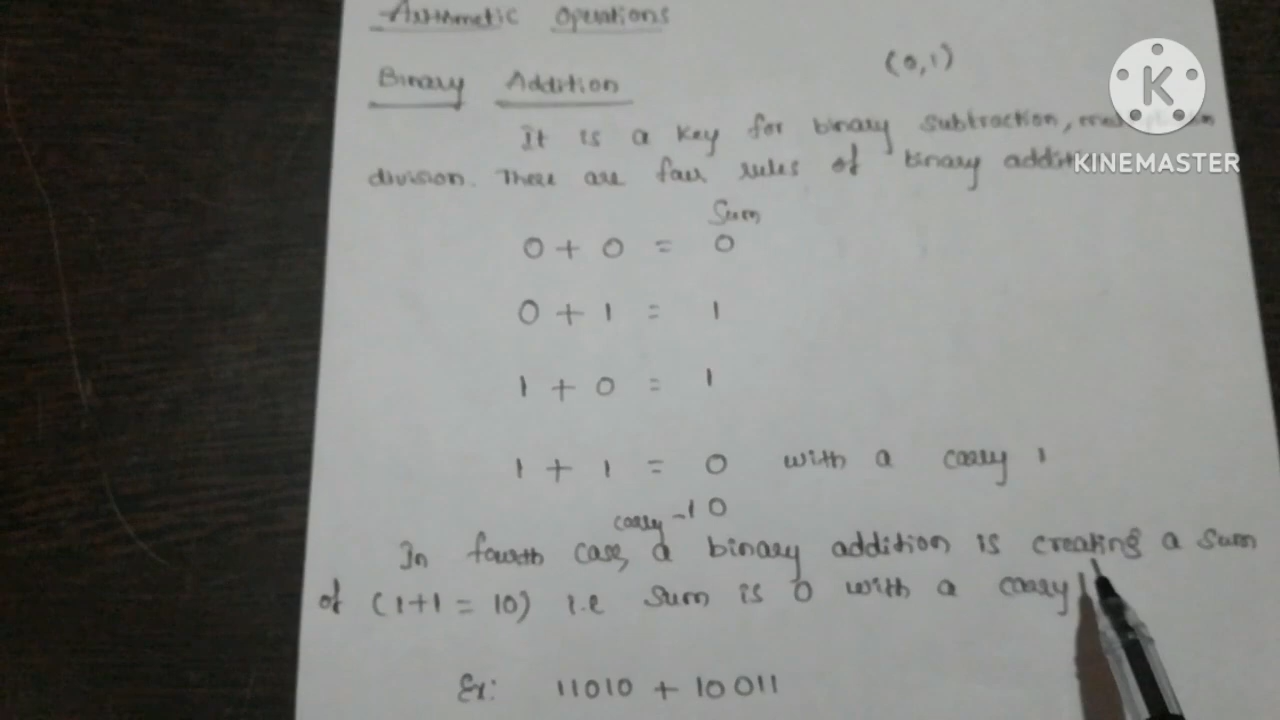 Arithmetic Operations
(0,1)
Binary Addition
It is a key for binary subtraction,
division. There are four rules of binary
Sum
0 + 0 = 0
0 + 1 = 1
1 + 0 = 1
1 + 1 = 0 with a carry 1
carry - 1 0
In fourth case, a binary addition is creating a sum
of (1+1 = 10) i.e sum is 0 with a carry 1
Ex: 11010 + 10011
K
KINEMASTER